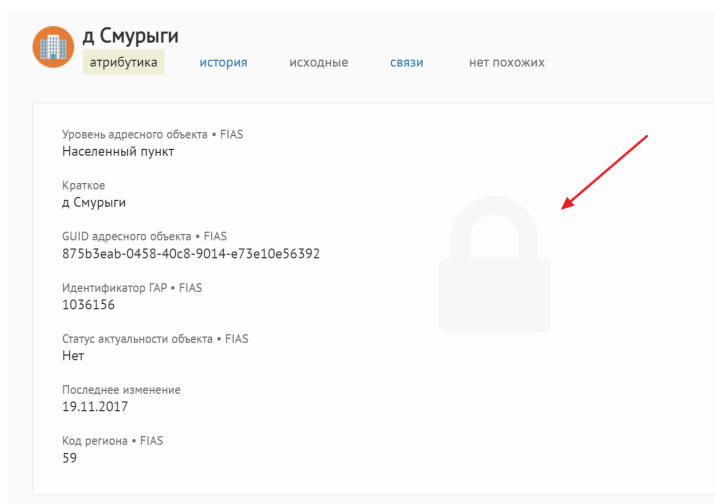 д Смурыги
атрибутика история исходные связи нет похожих
Уровень адресного объекта • FIAS
Населенный пункт
Краткое
д Смурыги
GUID адресного объекта • FIAS
875b3eab-0458-40c8-9014-e73e10e56392
Идентификатор ГАР • FIAS
1036156
Статус актуальности объекта • FIAS
Нет
Последнее изменение
19.11.2017
Код региона • FIAS
59